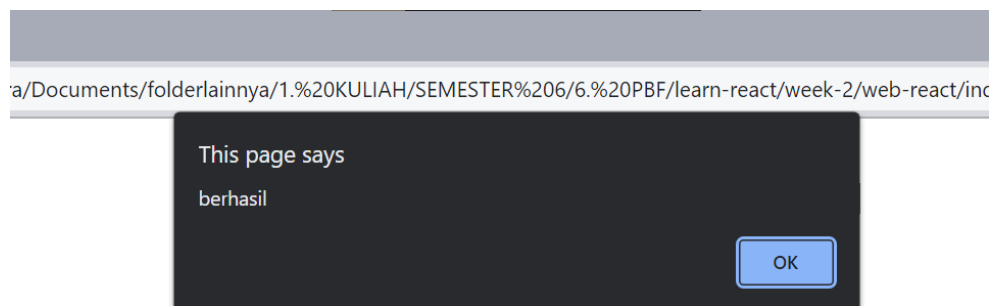 ra/Documents/folderlainnya/1.%20KULIAH/SEMESTER%206/6.%20PBF/learn-react/week-2/web-react/inc
This page says
berhasil
OK